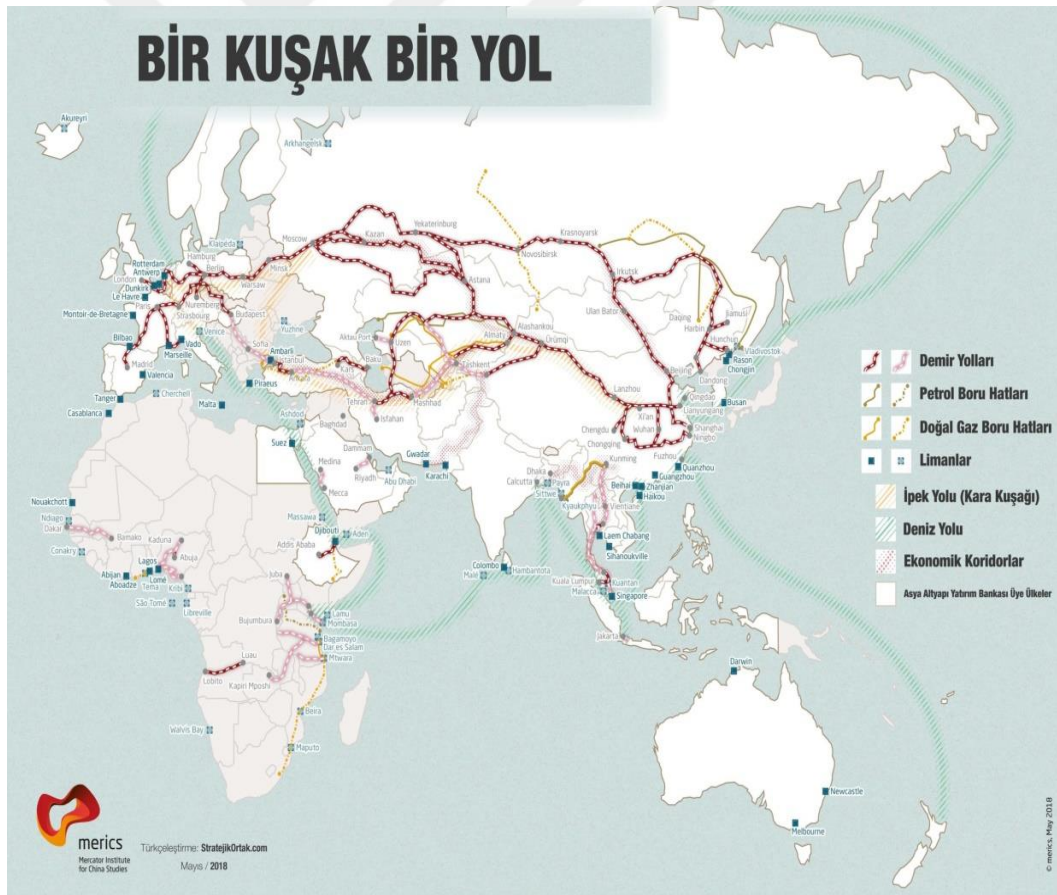 BİR KUŞAK BİR YOL
Akureyri
Arkhangelsk
Klaipeda
Hamburg
Rotterdam
Antwerp
London
Dunkirk
Le Havre
Paris
Berlin
Warsaw
Minsk
Moscow
Kazan
Yekaterinburg
Krasnoyarsk
Novosibirsk
Astana
Irkutsk
Ulan Bator
Daqing
Jiamusi
Harbin
Hunchun
Vladivostok
Rason
Chongjin
Montoir-de-Bretagne
Strasbourg
Nuremberg
Budapest
Venice
Yuzhne
Bilbao
Madrid
Marseille
Vado
Valencia
Sofia
Ambarlı
Istanbul
Ankara
Kars
Baku
Aktau Port
Uzen
Almaty
Alashankou
Ürümqi
Tashkent
Tanger
Casablanca
Cherchell
Malta
Piraeus
Tehran
Mashhad
Isfahan
Baghdad
Ashdod
Suez
Dammam
Medina
Riyadh
Abu Dhabi
Mecca
Gwadar
Karachi
Beijing
Dandong
Qingdao
Lianyungang
Busan
Lanzhou
Xi'an
Chengdu
Wuhan
Chongqing
Shanghai
Ningbo
Fuzhou
Quanzhou
Guangzhou
Kunming
Beihai
Zhanjian
Haikou
Dhaka
Calcutta
Payra
Sittwe
Kyaukphyu
Vientiane
Laem Chabang
Sihanoukville
Nouakchott
Ndiago
Dakar
Bamako
Conakry
Kaduna
Abuja
Lagos
Abijan
Lomé
Aboadze
Tema
Kribi
São Tomé
Libreville
Massawa
Djibouti
Aden
Addis Ababa
Juba
Bujumbura
Lamu
Mombasa
Bagamoyo
Dar es Salam
Mtwara
Colombo
Hambantota
Malé
Kuala Lumpur
Kuantan
Malacca
Singapore
Jakarta
Luau
Lobito
Kapiri Mposhi
Walvis Bay
Beira
Maputo
Darwin
Newcastle
Melbourne
Demir Yolları
Petrol Boru Hatları
Doğal Gaz Boru Hatları
Limanlar
İpek Yolu (Kara Kuşağı)
Deniz Yolu
Ekonomik Koridorlar
Asya Altyapı Yatırım Bankası Üye Ülkeler
merics
Mercator Institute
for China Studies
Türkçeleştirme: StratejikOrtak.com
Mayıs / 2018
© merics, May 2018